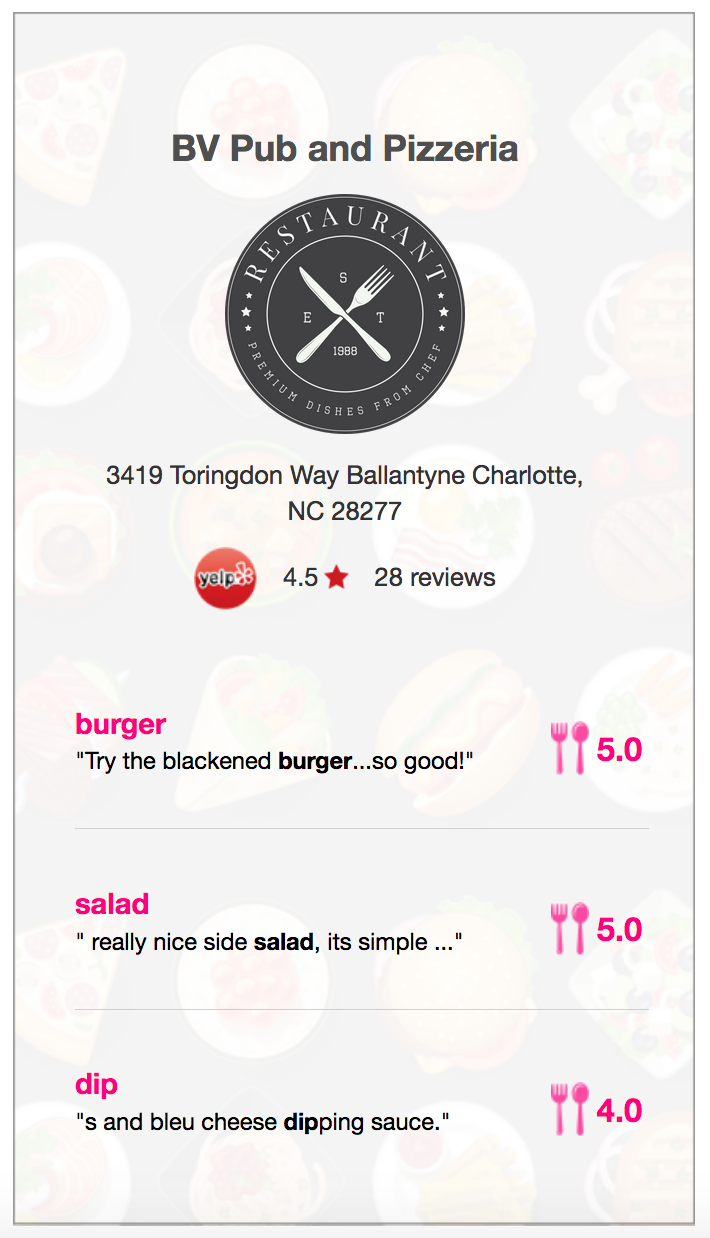 BV Pub and Pizzeria
RESTAURANT
S
E T
1988
PREMIUM DISHES FROM CHEF
3419 Toringdon Way Ballantyne Charlotte,
NC 28277
yelp 4.5 28 reviews
burger
"Try the blackened burger...so good!"
5.0
salad
" really nice side salad, its simple ..."
5.0
dip
"s and bleu cheese dipping sauce."
4.0